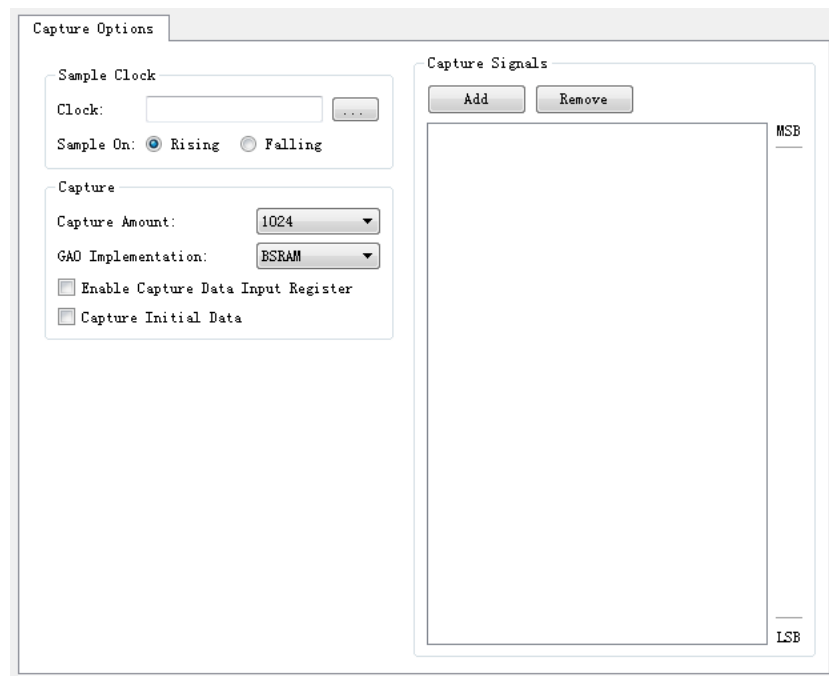 Capture Options
Sample Clock
Clock:
...
Sample On:
Rising
Falling
Capture
Capture Amount:
1024
GAO Implementation:
BSRAM
Enable Capture Data Input Register
Capture Initial Data
Capture Signals
Add
Remove
MSB
LSB